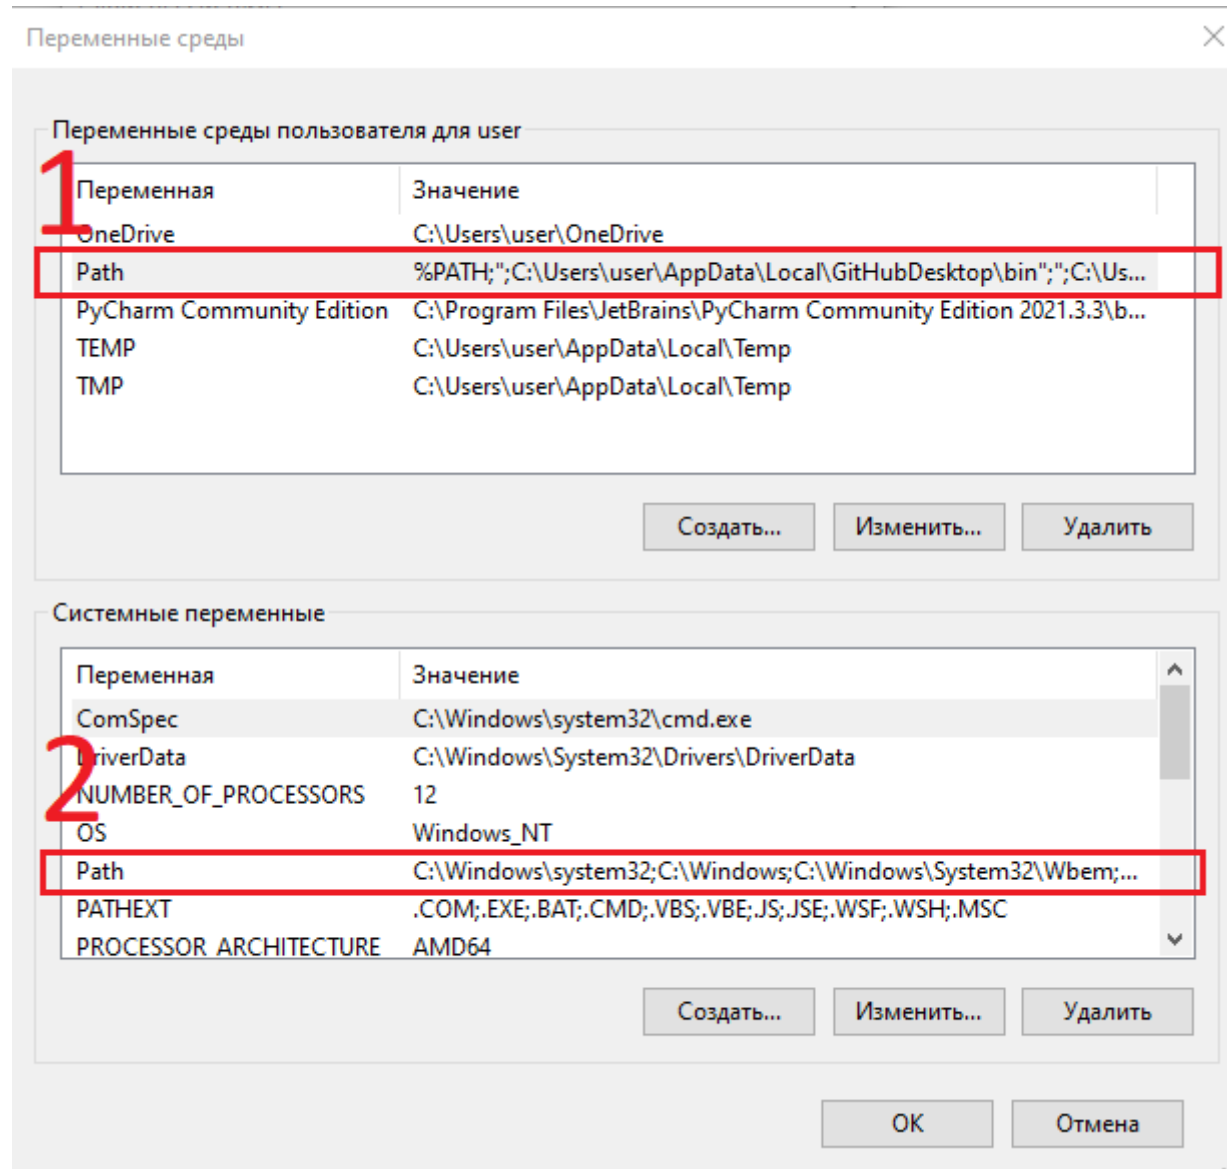 Переменные среды
Переменные среды пользователя для user
1
Переменная Значение
OneDrive C:\Users\user\OneDrive
Path %PATH;";C:\Users\user\AppData\Local\GitHubDesktop\bin";";C:\Us...
PyCharm Community Edition C:\Program Files\JetBrains\PyCharm Community Edition 2021.3.3\b...
TEMP C:\Users\user\AppData\Local\Temp
TMP C:\Users\user\AppData\Local\Temp
Создать... Изменить... Удалить
Системные переменные
Переменная Значение
ComSpec C:\Windows\system32\cmd.exe
2
DriverData C:\Windows\System32\Drivers\DriverData
NUMBER_OF_PROCESSORS 12
OS Windows_NT
Path C:\Windows\system32;C:\Windows;C:\Windows\System32\Wbem;...
PATHEXT .COM;.EXE;.BAT;.CMD;.VBS;.VBE;.JS;.JSE;.WSF;.WSH;.MSC
PROCESSOR_ARCHITECTURE AMD64
Создать... Изменить... Удалить
ОК Отмена